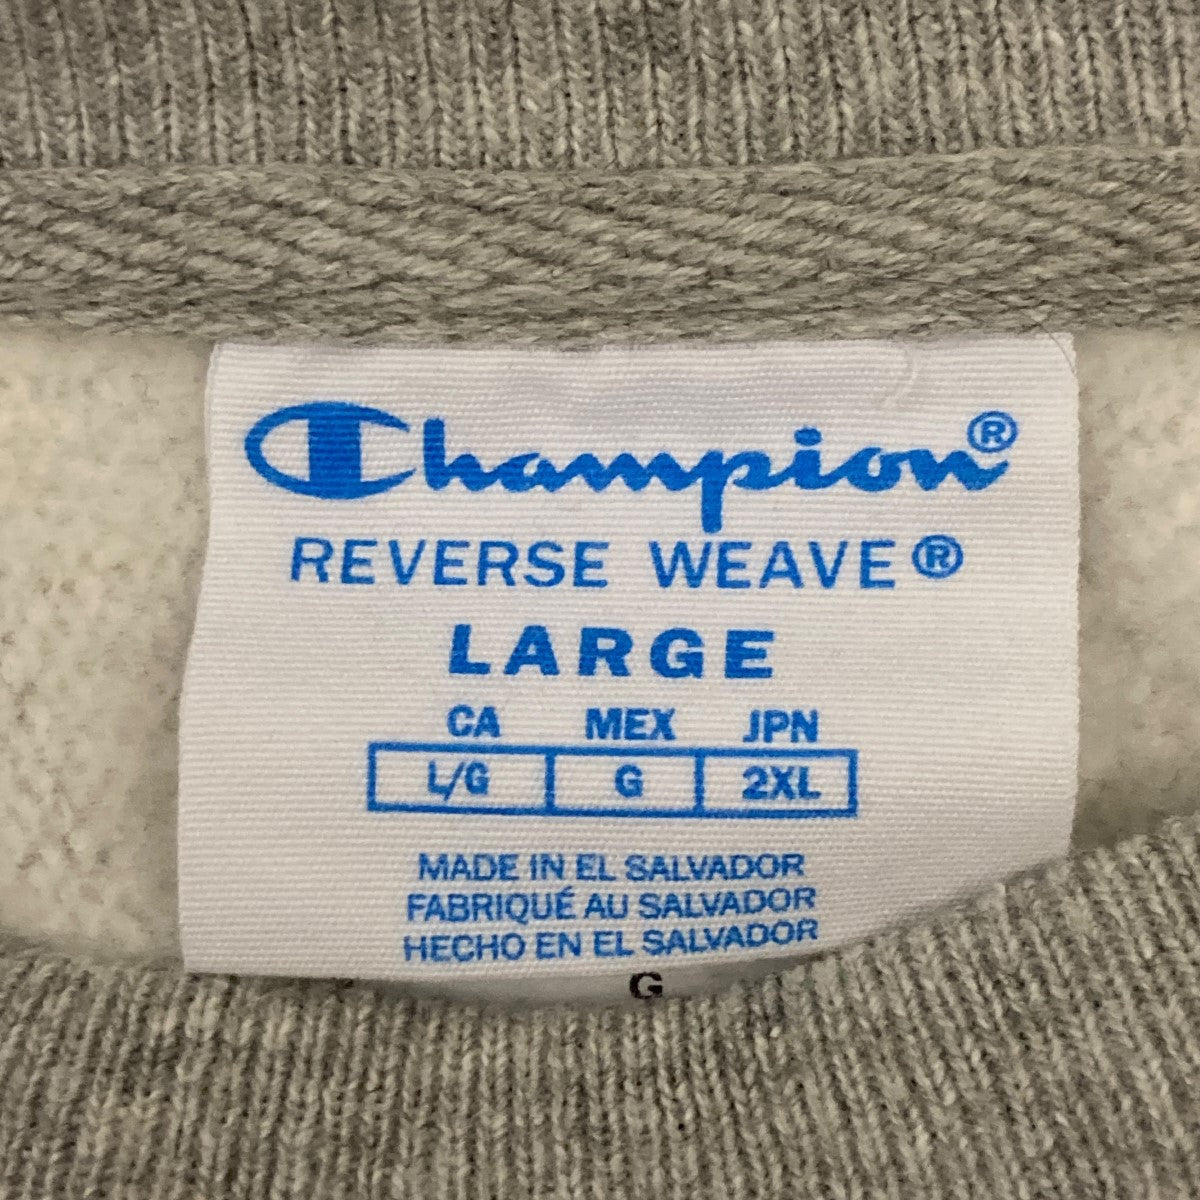 Champion®
REVERSE WEAVE®
LARGE
CA MEX JPN
L/G G 2XL
MADE IN EL SALVADOR
FABRIQUÉ AU SALVADOR
HECHO EN EL SALVADOR
G